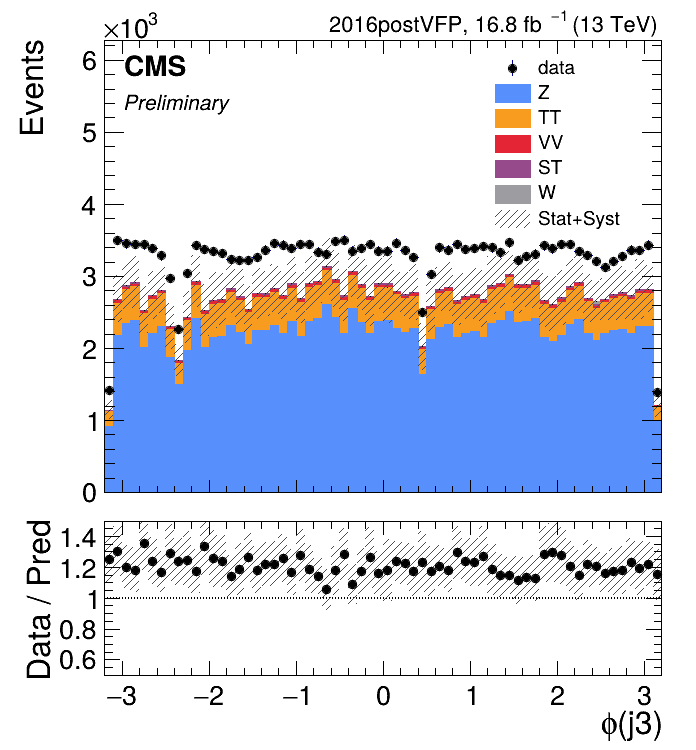 ×10³
2016postVFP, 16.8 fb ⁻¹ (13 TeV)
Events
CMS
Preliminary
data
Z
TT
VV
ST
W
Stat+Syst
6
5
4
3
2
1
0
Data / Pred
1.4
1.2
1
0.8
0.6
−3 −2 −1 0 1 2 3
ϕ(j3)